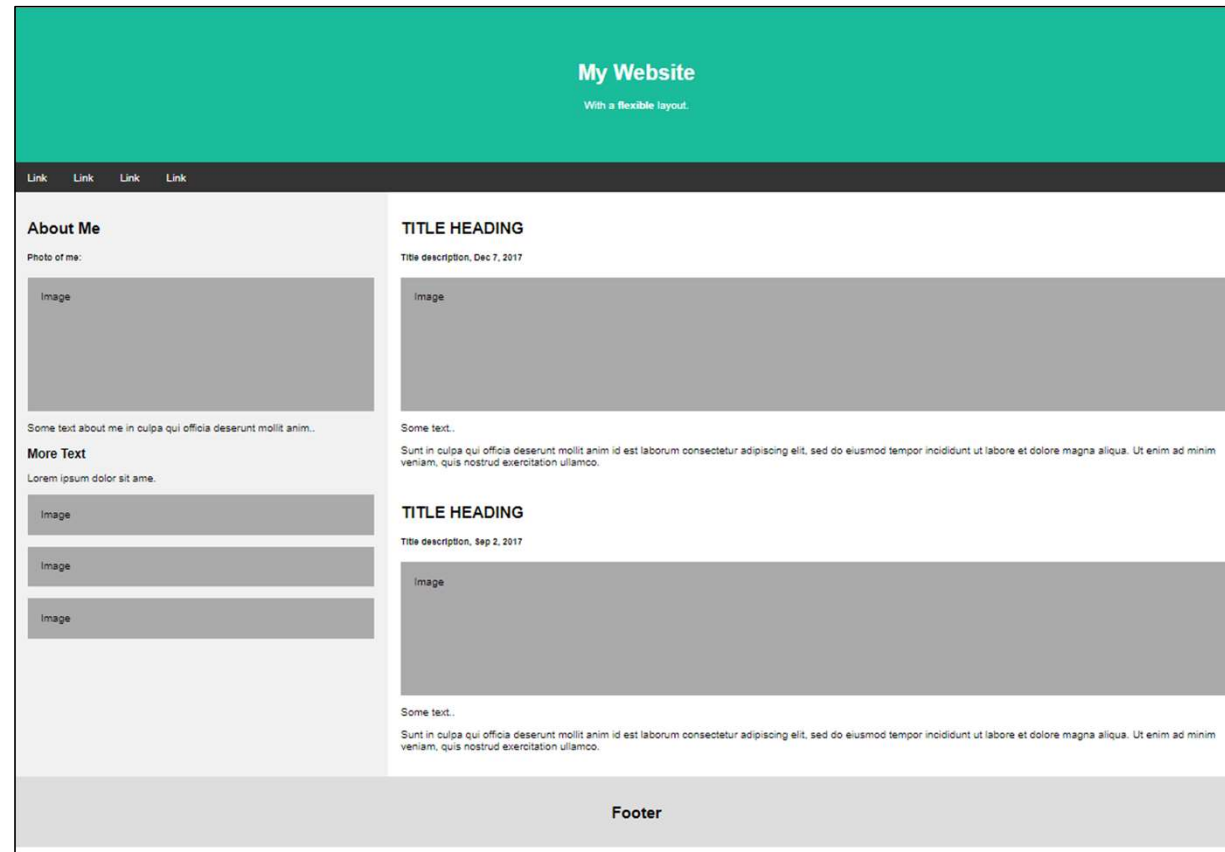 My Website
With a flexible layout.
Link Link Link Link
About Me
Photo of me:
Image
Some text about me in culpa qui officia deserunt mollit anim..
More Text
Lorem ipsum dolor sit ame.
Image
Image
Image
TITLE HEADING
Title description, Dec 7, 2017
Image
Some text..
Sunt in culpa qui officia deserunt mollit anim id est laborum consectetur adipiscing elit, sed do eiusmod tempor incididunt ut labore et dolore magna aliqua. Ut enim ad minim
veniam, quis nostrud exercitation ullamco.
TITLE HEADING
Title description, Sep 2, 2017
Image
Some text..
Sunt in culpa qui officia deserunt mollit anim id est laborum consectetur adipiscing elit, sed do eiusmod tempor incididunt ut labore et dolore magna aliqua. Ut enim ad minim
veniam, quis nostrud exercitation ullamco.
Footer